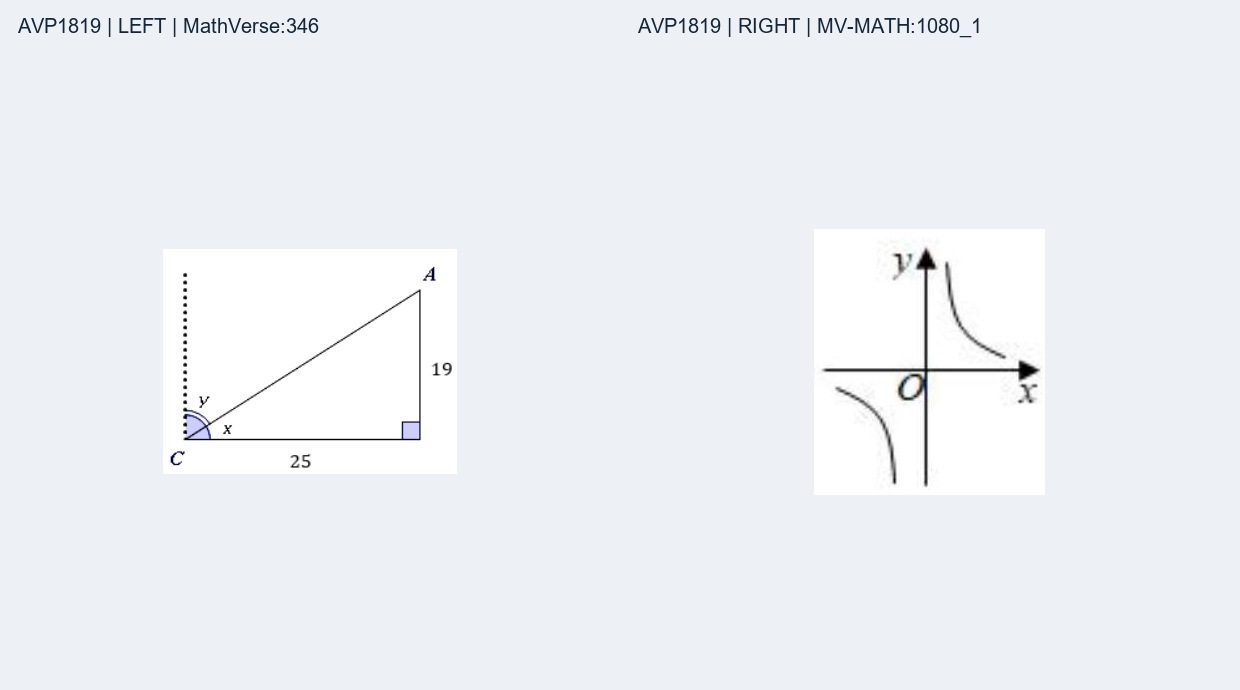 AVP1819 | LEFT | MathVerse:346
A
19
y
x
C
25
AVP1819 | RIGHT | MV-MATH:1080_1
y
O
x